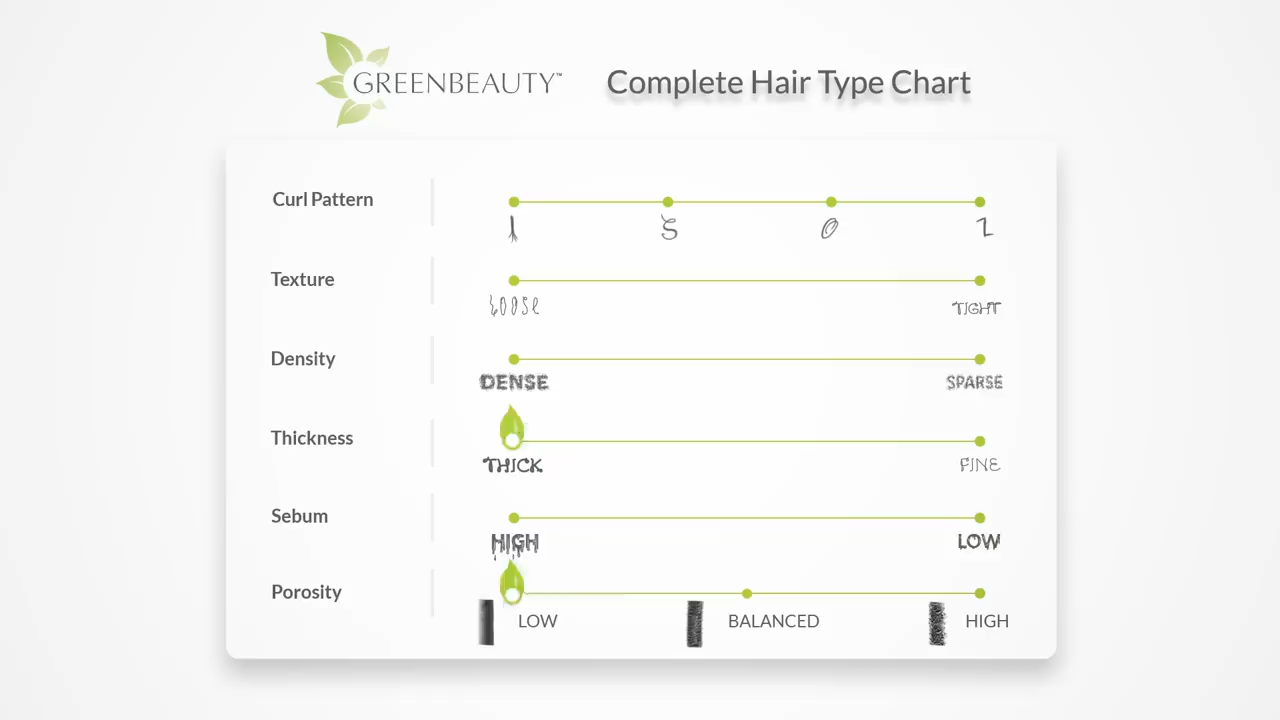 GREENBEAUTY™ Complete Hair Type Chart
Curl Pattern
I S O Z
Texture
LOOSE TIGHT
Density
DENSE SPARSE
Thickness
THICK FINE
Sebum
HIGH LOW
Porosity
LOW BALANCED HIGH